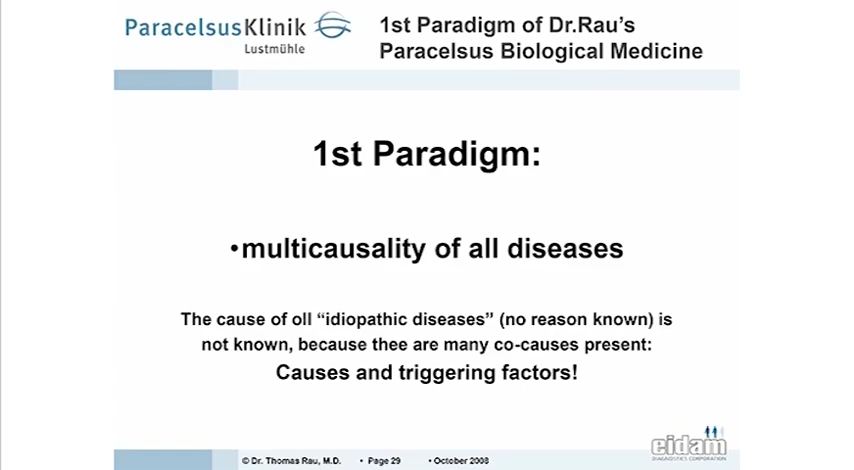 ParacelsusKlinik
Lustmühle
1st Paradigm of Dr.Rau's
Paracelsus Biological Medicine
1st Paradigm:
•multicausality of all diseases
The cause of oll “idiopathic diseases” (no reason known) is
not known, because thee are many co-causes present:
Causes and triggering factors!
eidam
DIAGNOSTICS CORPORATION
© Dr. Thomas Rau, M.D. • Page 29 • October 2008